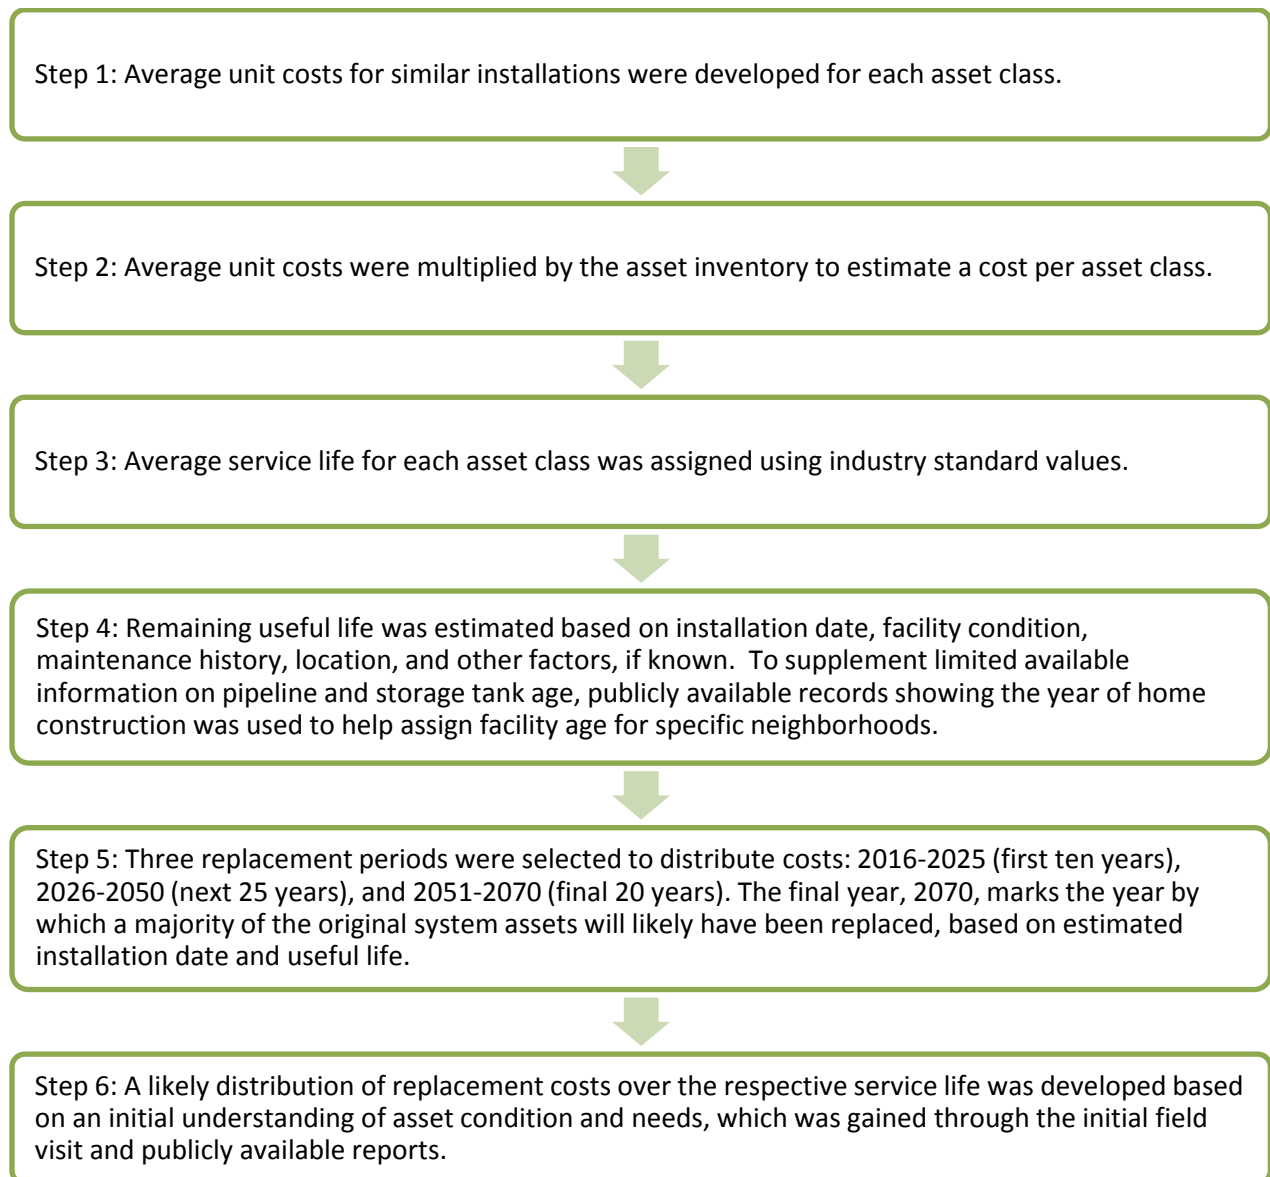 Step 1: Average unit costs for similar installations were developed for each asset class.
Step 2: Average unit costs were multiplied by the asset inventory to estimate a cost per asset class.
Step 3: Average service life for each asset class was assigned using industry standard values.
Step 4: Remaining useful life was estimated based on installation date, facility condition,
maintenance history, location, and other factors, if known.  To supplement limited available
information on pipeline and storage tank age, publicly available records showing the year of home
construction was used to help assign facility age for specific neighborhoods.
Step 5: Three replacement periods were selected to distribute costs: 2016-2025 (first ten years),
2026-2050 (next 25 years), and 2051-2070 (final 20 years). The final year, 2070, marks the year by
which a majority of the original system assets will likely have been replaced, based on estimated
installation date and useful life.
Step 6: A likely distribution of replacement costs over the respective service life was developed based
on an initial understanding of asset condition and needs, which was gained through the initial field
visit and publicly available reports.